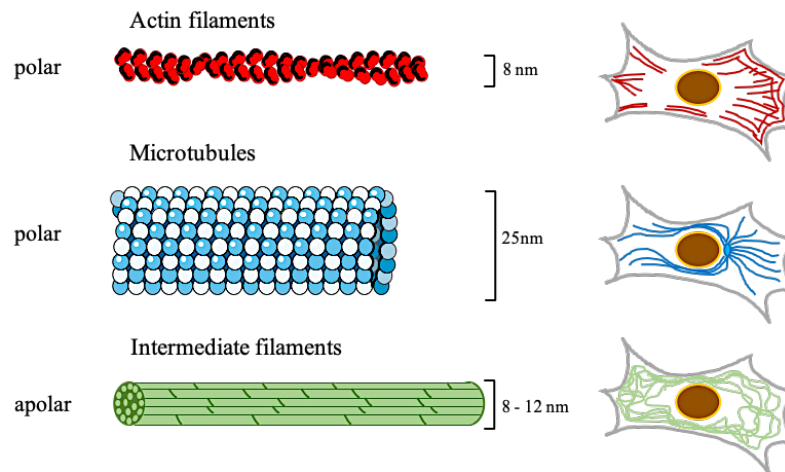 Actin filaments
polar
8 nm
Microtubules
polar
25nm
Intermediate filaments
apolar
8 - 12 nm